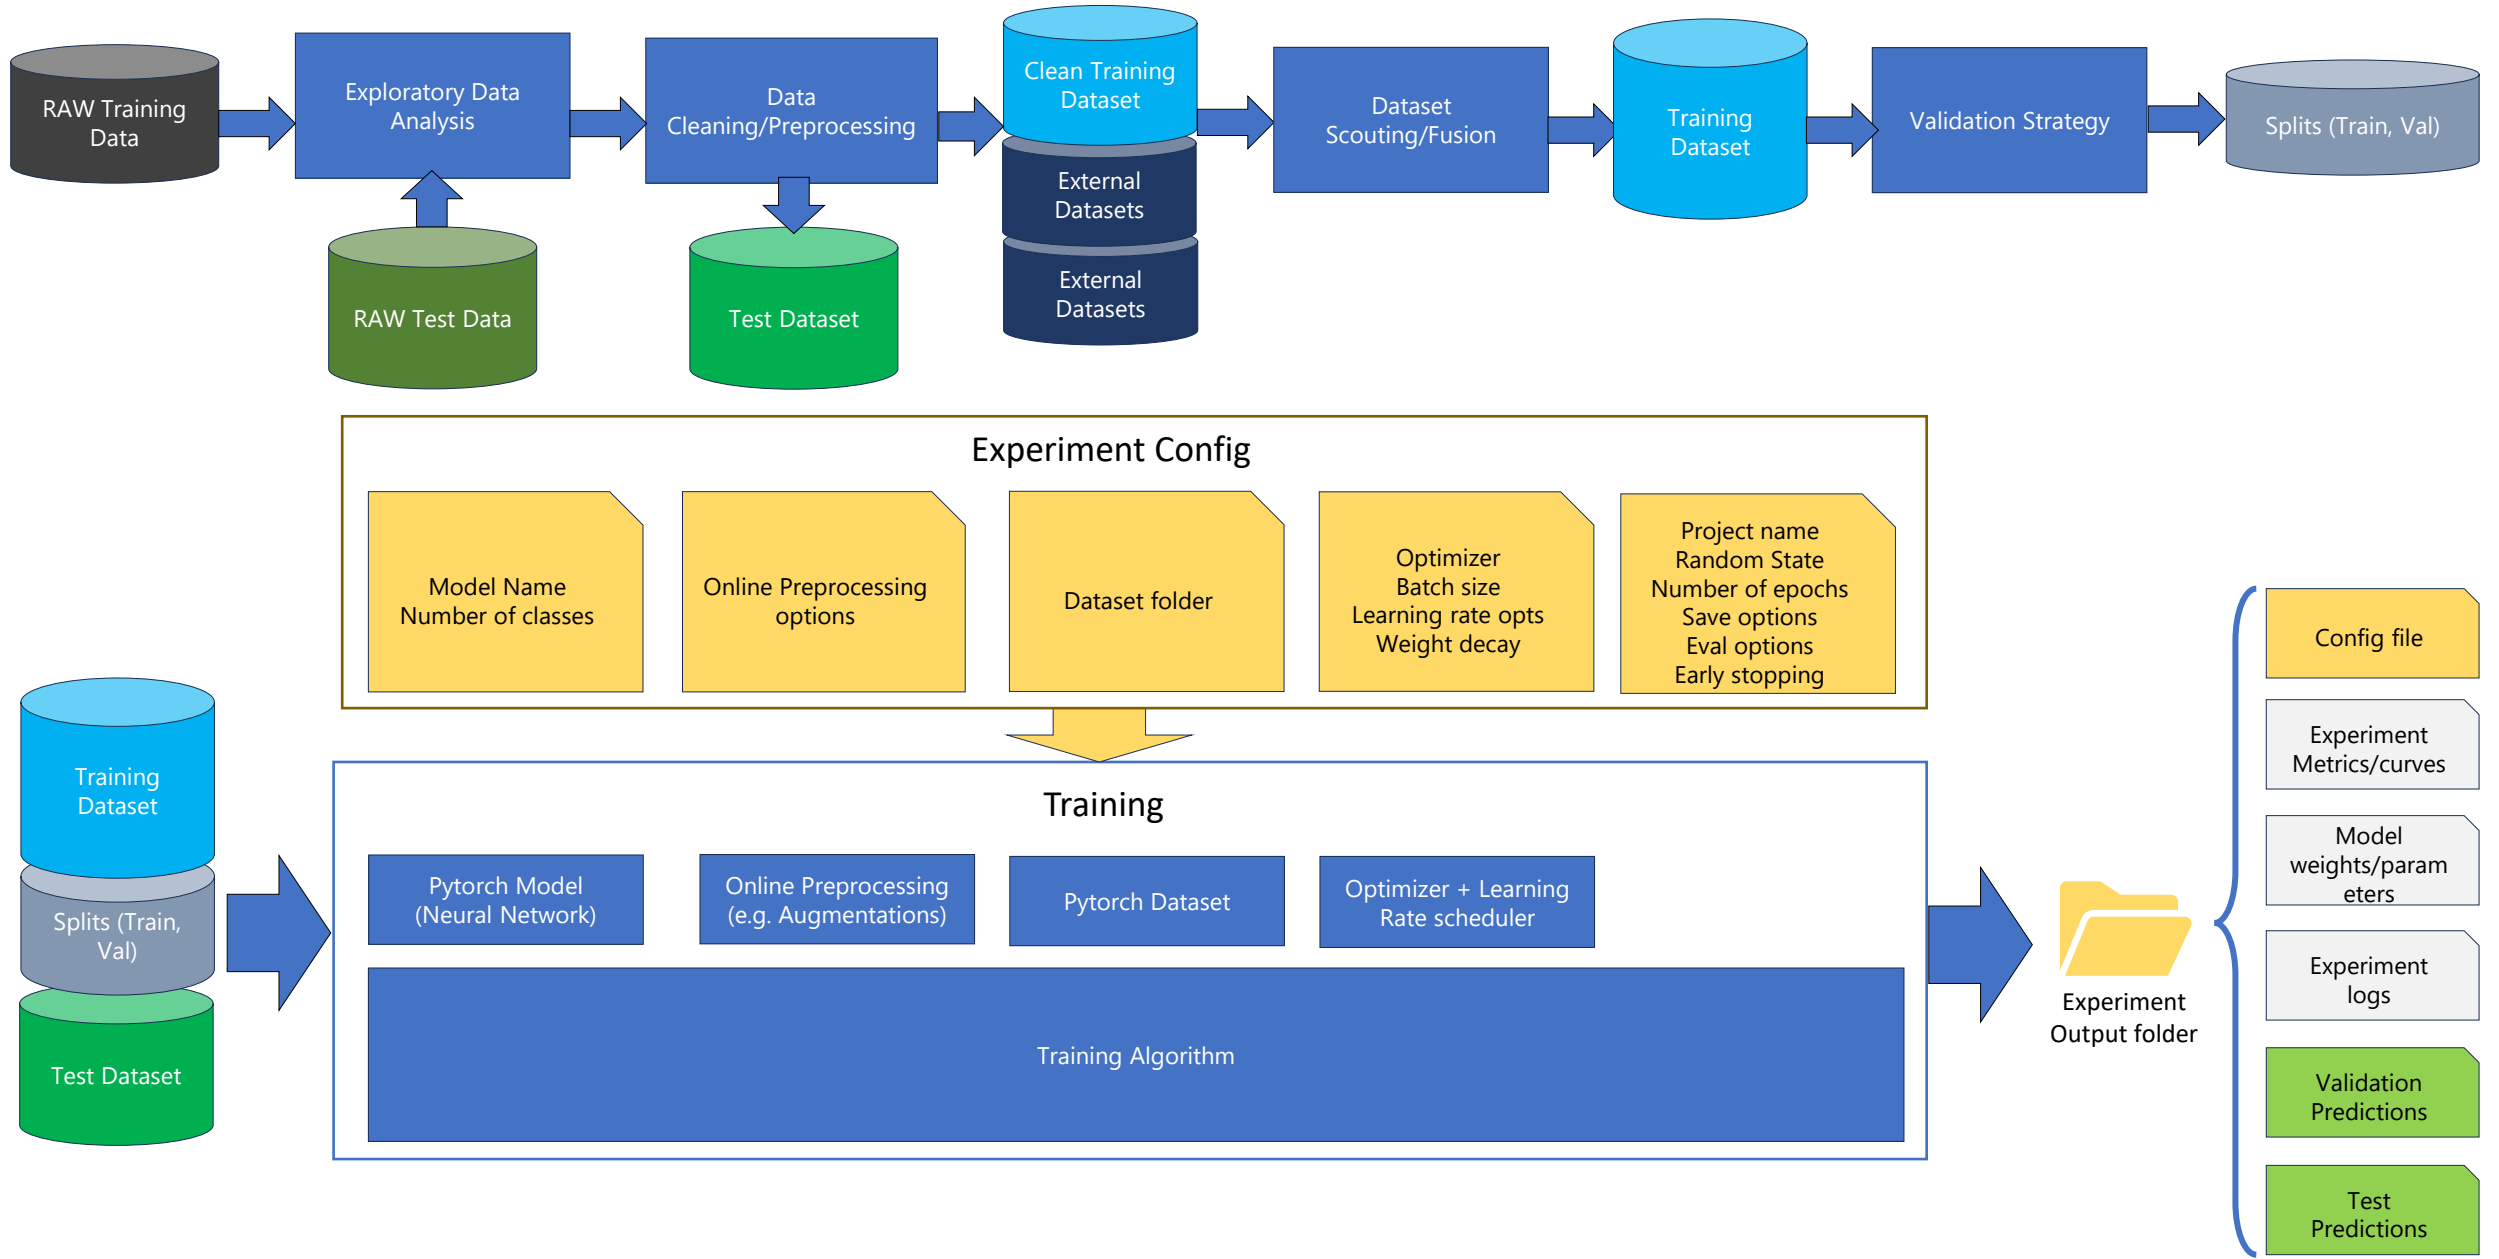 RAW Training
Data
Exploratory Data
Analysis
Data
Cleaning/Preprocessing
Clean Training
Dataset
Dataset
Scouting/Fusion
Training
Dataset
Validation Strategy
Splits (Train, Val)
External
Datasets
External
Datasets
RAW Test Data
Test Dataset
Experiment Config
Model Name
Number of classes
Online Preprocessing
options
Dataset folder
Optimizer
Batch size
Learning rate opts
Weight decay
Project name
Random State
Number of epochs
Save options
Eval options
Early stopping
Training
Dataset
Splits (Train,
Val)
Test Dataset
Training
Pytorch Model
(Neural Network)
Online Preprocessing
(e.g. Augmentations)
Pytorch Dataset
Optimizer + Learning
Rate scheduler
Training Algorithm
Experiment
Output folder
Config file
Experiment
Metrics/curves
Model
weights/param
eters
Experiment
logs
Validation
Predictions
Test
Predictions